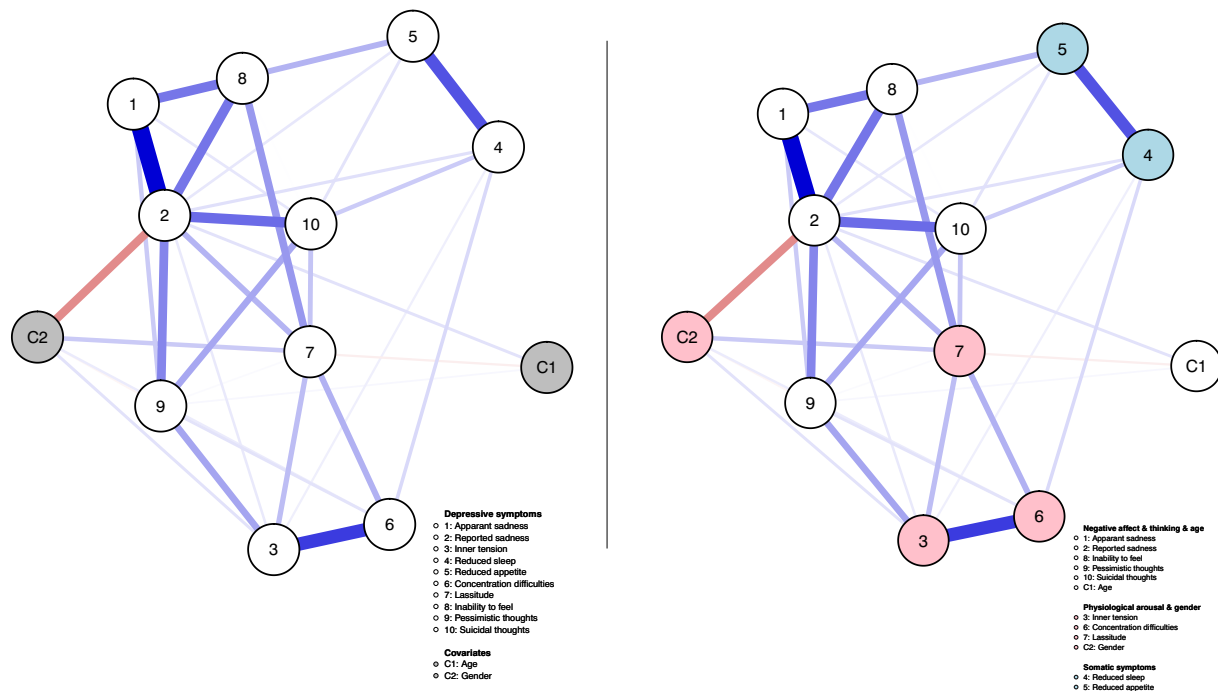 5
8
1
4
2
10
C2
7
C1
9
6
3
Depressive symptoms
1: Apparant sadness
2: Reported sadness
3: Inner tension
4: Reduced sleep
5: Reduced appetite
6: Concentration difficulties
7: Lassitude
8: Inability to feel
9: Pessimistic thoughts
10: Suicidal thoughts
Covariates
C1: Age
C2: Gender
5
8
1
4
2
10
C2
7
C1
9
6
3
Negative affect & thinking & age
1: Apparant sadness
2: Reported sadness
8: Inability to feel
9: Pessimistic thoughts
10: Suicidal thoughts
C1: Age
Physiological arousal & gender
3: Inner tension
6: Concentration difficulties
7: Lassitude
C2: Gender
Somatic symptoms
4: Reduced sleep
5: Reduced appetite